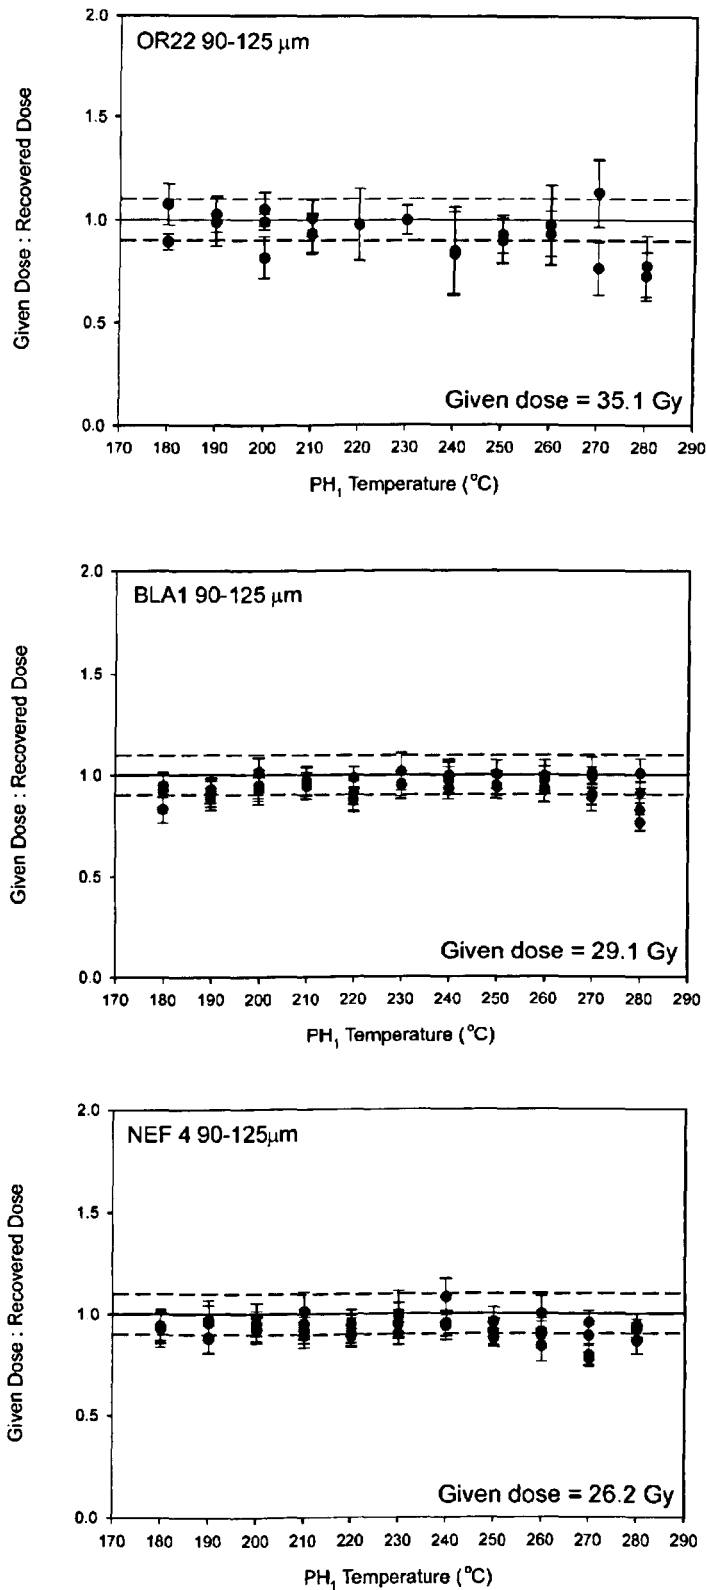 OR22 90-125 μm
Given Dose : Recovered Dose
2.0
1.5
1.0
0.5
0.0
Given dose = 35.1 Gy
170 180 190 200 210 220 230 240 250 260 270 280 290
PH1 Temperature (°C)
BLA1 90-125 μm
Given Dose : Recovered Dose
2.0
1.5
1.0
0.5
0.0
Given dose = 29.1 Gy
170 180 190 200 210 220 230 240 250 260 270 280 290
PH1 Temperature (°C)
NEF 4 90-125μm
Given Dose : Recovered Dose
2.0
1.5
1.0
0.5
0.0
Given dose = 26.2 Gy
170 180 190 200 210 220 230 240 250 260 270 280 290
PH1 Temperature (°C)